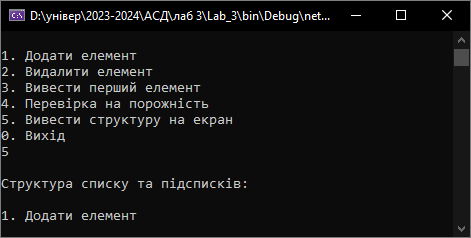 D:\універ\2023-2024\АСД\лаб 3\Lab_3\bin\Debug\net...
1. Додати елемент
2. Видалити елемент
3. Вивести перший елемент
4. Перевірка на порожність
5. Вивести структуру на екран
0. Вихід
5
Структура списку та підсписків:
1. Додати елемент